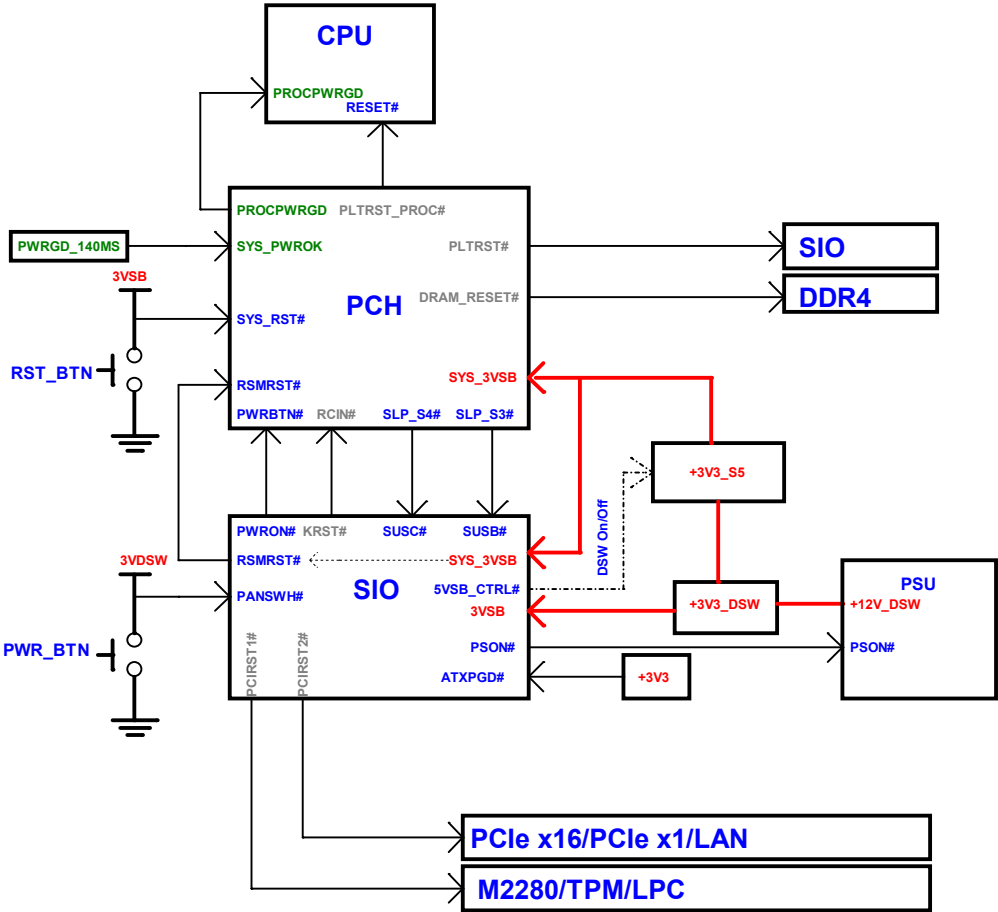 CPU
PROCPWRGD
RESET#
PROCPWRGD
PLTRST_PROC#
PWRGD_140MS
SYS_PWROK
PLTRST#
SIO
3VSB
DRAM_RESET#
DDR4
PCH
SYS_RST#
RST_BTN
RSMRST#
SYS_3VSB
PWRBTN#
RCIN#
SLP_S4#
SLP_S3#
+3V3_S5
DSW On/Off
PWRON#
KRST#
SUSC#
SUSB#
3VDSW
RSMRST#
SYS_3VSB
SIO
5VSB_CTRL#
PSU
PANSWH#
3VSB
+3V3_DSW
+12V_DSW
PWR_BTN
PCIRST1#
PCIRST2#
PSON#
PSON#
ATXPGD#
+3V3
PCIe x16/PCIe x1/LAN
M2280/TPM/LPC